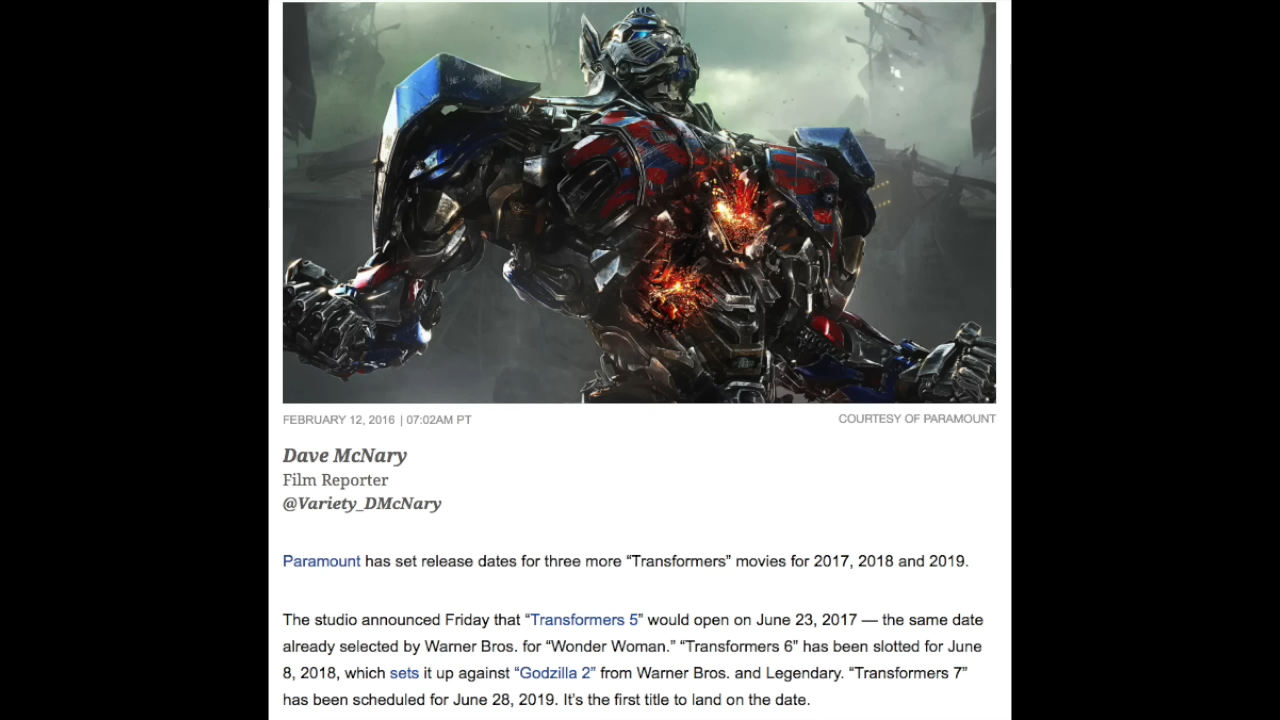 FEBRUARY 12, 2016 | 07:02AM PT
COURTESY OF PARAMOUNT
Dave McNary
Film Reporter
@Variety_DMcNary
Paramount has set release dates for three more “Transformers” movies for 2017, 2018 and 2019.
The studio announced Friday that “Transformers 5” would open on June 23, 2017 — the same date
already selected by Warner Bros. for “Wonder Woman.” “Transformers 6” has been slotted for June
8, 2018, which sets it up against “Godzilla 2” from Warner Bros. and Legendary. “Transformers 7”
has been scheduled for June 28, 2019. It’s the first title to land on the date.